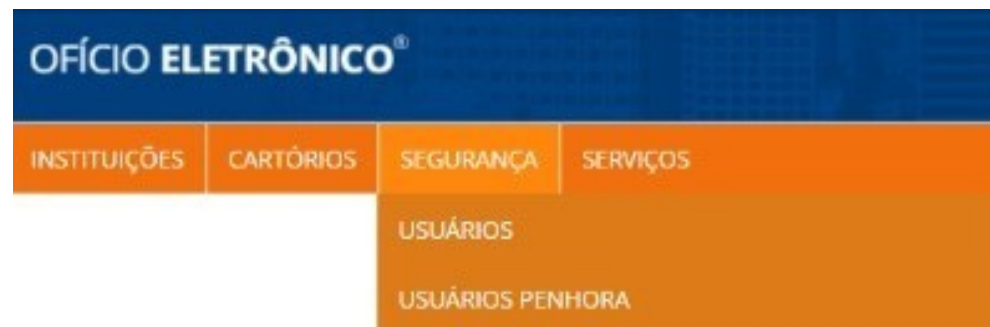 OFÍCIO ELETRÔNICO®
INSTITUIÇÕES CARTÓRIOS SEGURANÇA SERVIÇOS
USUÁRIOS
USUÁRIOS PENHORA